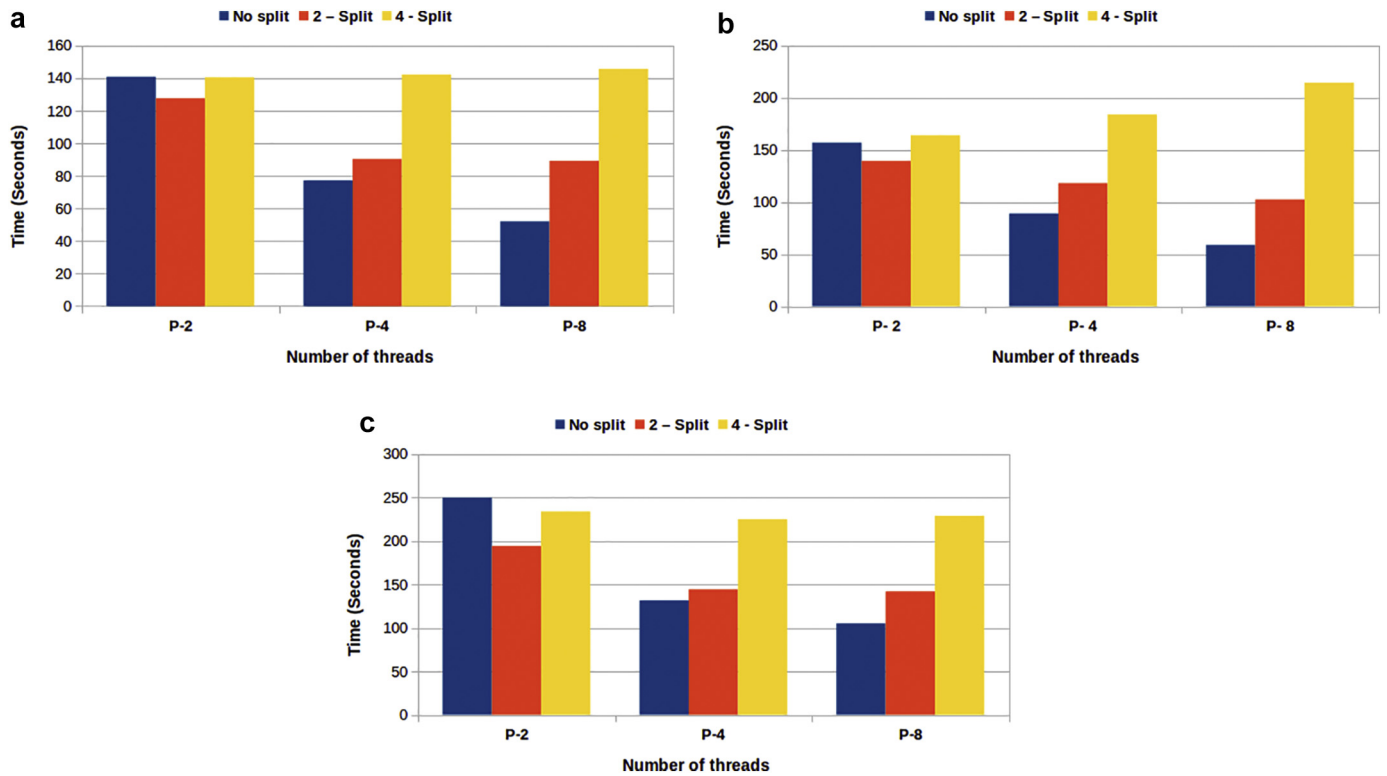 a
No split 2 – Split 4 - Split
160
140
120
100
80
60
40
20
0
Time (Seconds)
P-2 P-4 P-8
Number of threads
b
No split 2 – Split 4 - Split
250
200
150
100
50
0
Time (Seconds)
P- 2 P- 4 P- 8
Number of threads
c
No split 2 – Split 4 - Split
300
250
200
150
100
50
0
Time (Seconds)
P-2 P-4 P-8
Number of threads